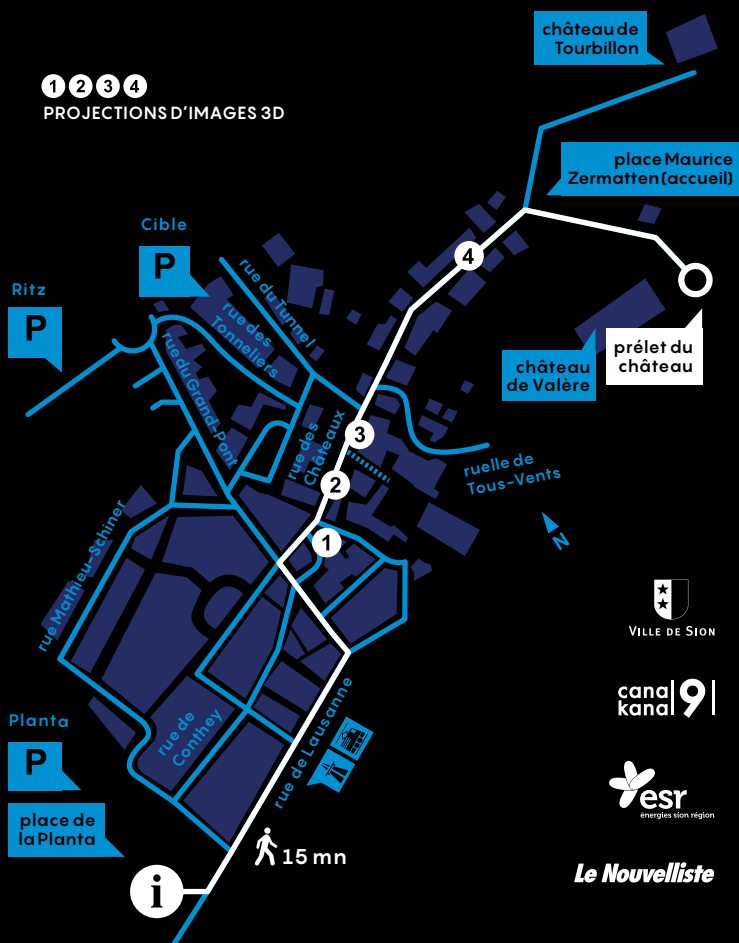 château de
Tourbillon
1 2 3 4
PROJECTIONS D'IMAGES 3D
place Maurice
Zermatten (accueil)
Cible
P
Ritz
P
rue du Tunnel
rue des
Tonneliers
rue du Grand-Pont
4
prélet du
château
château
de Valère
rue des
Châteaux
3
2
1
ruelle de
Tous-Vents
N
rue Mathieu-Schiner
VILLE DE SION
canal 9
kanal
Planta
P
rue de
Conthey
rue de Lausanne
esr
énergies sion région
place de
la Planta
15 mn
i
Le Nouvelliste